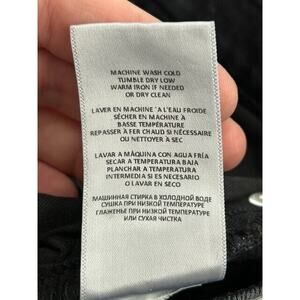 MACHINE WASH COLD
TUMBLE DRY LOW
WARM IRON IF NEEDED
OR DRY CLEAN
LAVER EN MACHINE `A L'EAU FROIDE
SÉCHER EN MACHINE À
BASSE TEMPÉRATURE
REPASSER À FER CHAUD SI NÉCESSAIRE
OU NETTOYER À SEC
LAVAR A MÁQUINA CON AGUA FRÍA
SECAR A TEMPERATURA BAJA
PLANCHAR A TEMPERATURA
INTERMEDIA SI ES NECESARIO
O LAVAR EN SECO
МАШИННАЯ СТИРКА В ХОЛОДНОЙ ВОДЕ
СУШКА ПРИ НИЗКОЙ ТЕМПЕРАТУРЕ
ГЛАЖЕНЬЕ ПРИ НИЗКОЙ ТЕМПЕРАТУРЕ
ИЛИ СУХАЯ ЧИСТКА